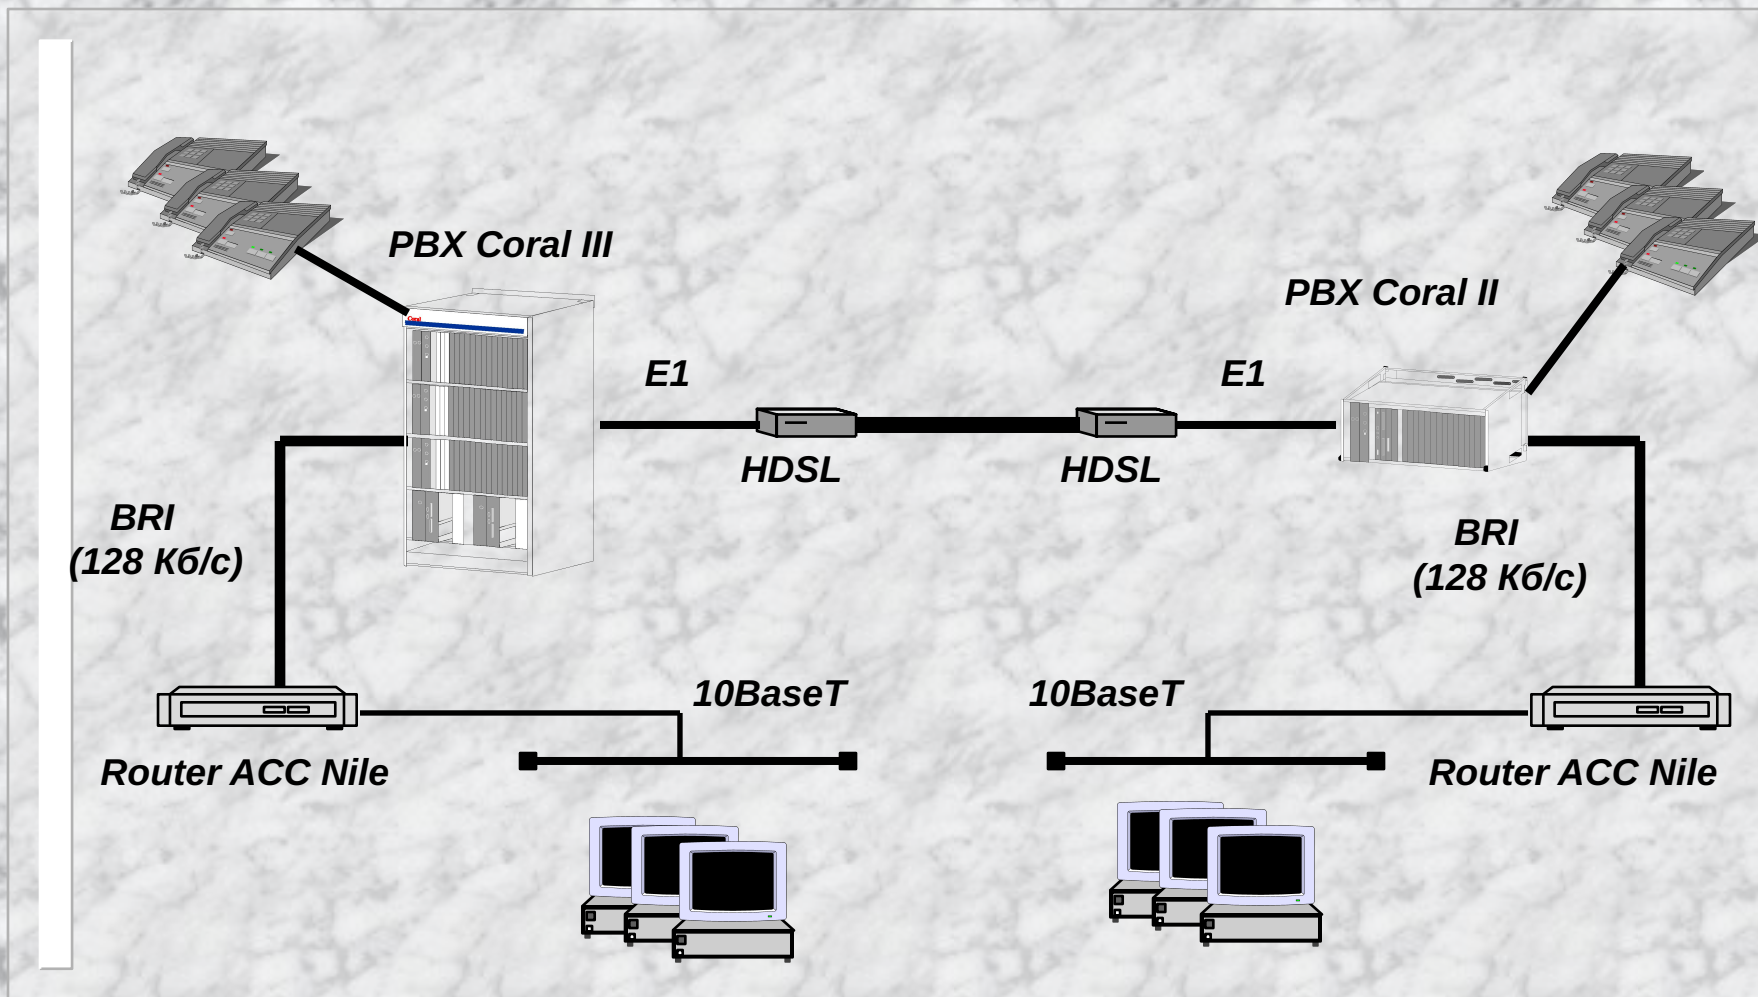 PBX Coral III
PBX Coral II
Coral
E1
E1
HDSL
HDSL
BRI
(128 Кб/с)
BRI
(128 Кб/с)
10BaseT
10BaseT
Router ACC Nile
Router ACC Nile